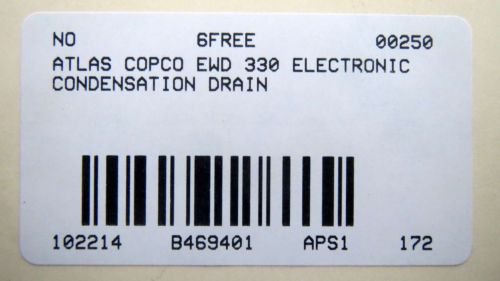 NO 6FREE 00250
ATLAS COPCO EWD 330 ELECTRONIC
CONDENSATION DRAIN
102214 B469401 APS1 172